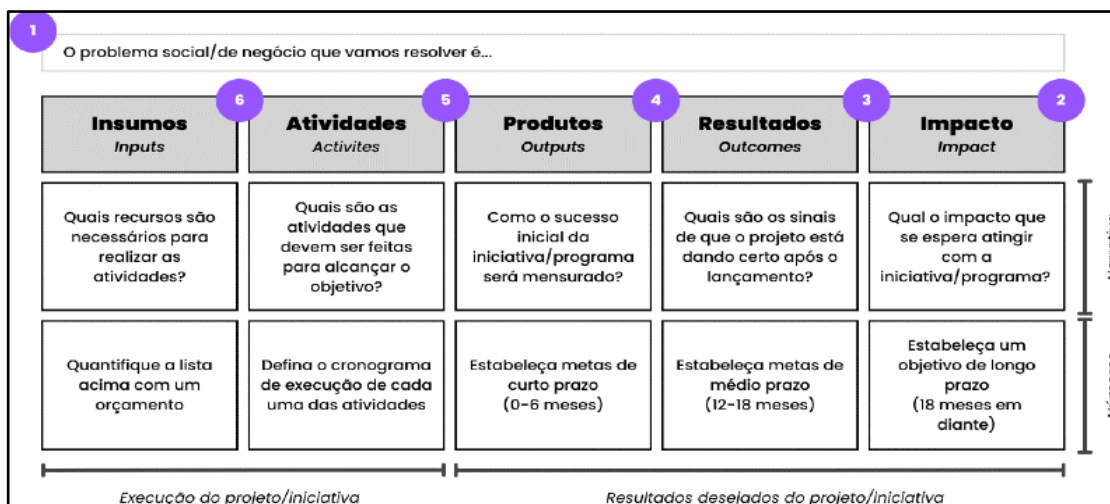 1
O problema social/de negócio que vamos resolver é...
6
5
4
3
2
Insumos
Inputs
Atividades
Activites
Produtos
Outputs
Resultados
Outcomes
Impacto
Impact
Quais recursos são
necessários para
realizar as
atividades?
Quais são as
atividades que
devem ser feitas
para alcançar o
objetivo?
Como o sucesso
inicial da
iniciativa/programa
será mensurado?
Quais são os sinais
de que o projeto está
dando certo após o
lançamento?
Qual o impacto que
se espera atingir
com a
iniciativa/programa?
Quantifique a lista
acima com um
orçamento
Defina o cronograma
de execução de cada
uma das atividades
Estabeleça metas de
curto prazo
(0-6 meses)
Estabeleça metas de
médio prazo
(12-18 meses)
Estabeleça um
objetivo de longo
prazo
(18 meses em
diante)
Execução do projeto/iniciativa
Resultados desejados do projeto/iniciativa